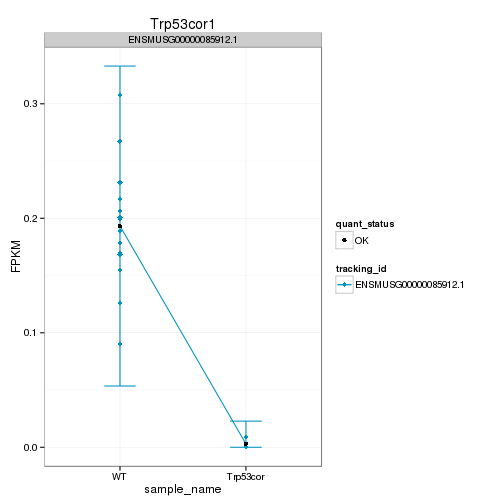 Trp53cor1
ENSMUSG00000085912.1
0.3
0.2
0.1
0.0
FPKM
WT
Trp53cor
sample_name
quant_status
OK
tracking_id
ENSMUSG00000085912.1